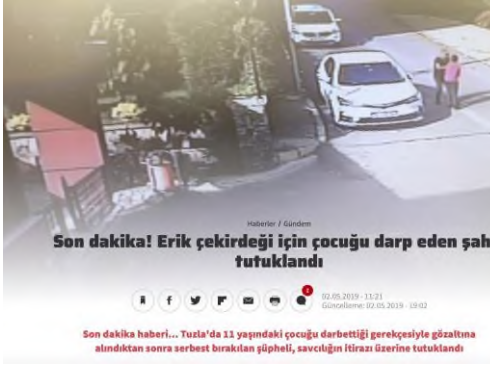 Haberler / Gündem
Son dakika! Erik çekirdeği için çocuğu darp eden şah
tutuklandı
02.05.2019 - 11:21
Güncelleme: 02.05.2019 - 19:02
Son dakika haberi... Tuzla'da 11 yaşındaki çocuğu darbettiği gerekçesiyle gözaltına
alındıktan sonra serbest bırakılan şüpheli, savcılığın itirazı üzerine tutuklandı